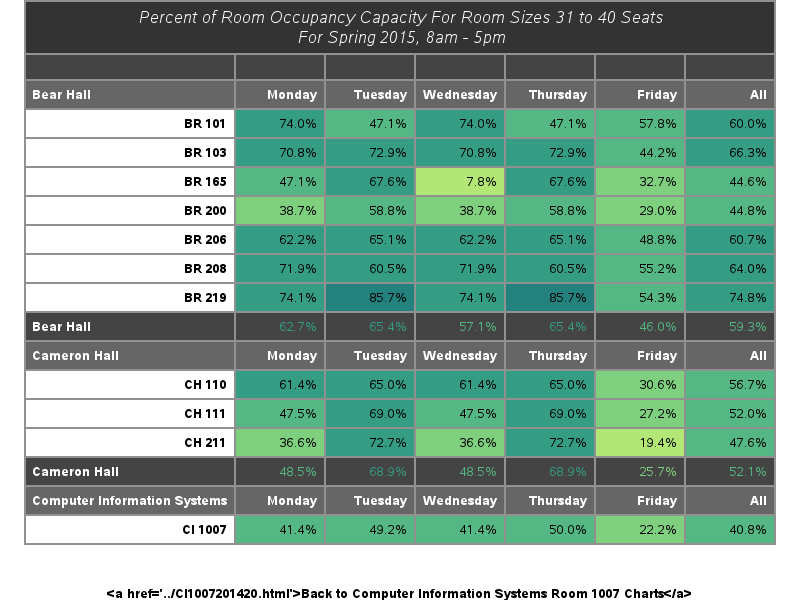 Percent of Room Occupancy Capacity For Room Sizes 31 to 40 Seats
For Spring 2015, 8am - 5pm
Bear Hall Monday Tuesday Wednesday Thursday Friday All
BR 101 74.0% 47.1% 74.0% 47.1% 57.8% 60.0%
BR 103 70.8% 72.9% 70.8% 72.9% 44.2% 66.3%
BR 165 47.1% 67.6% 7.8% 67.6% 32.7% 44.6%
BR 200 38.7% 58.8% 38.7% 58.8% 29.0% 44.8%
BR 206 62.2% 65.1% 62.2% 65.1% 48.8% 60.7%
BR 208 71.9% 60.5% 71.9% 60.5% 55.2% 64.0%
BR 219 74.1% 85.7% 74.1% 85.7% 54.3% 74.8%
Bear Hall 62.7% 65.4% 57.1% 65.4% 46.0% 59.3%
Cameron Hall Monday Tuesday Wednesday Thursday Friday All
CH 110 61.4% 65.0% 61.4% 65.0% 30.6% 56.7%
CH 111 47.5% 69.0% 47.5% 69.0% 27.2% 52.0%
CH 211 36.6% 72.7% 36.6% 72.7% 19.4% 47.6%
Cameron Hall 48.5% 68.9% 48.5% 68.9% 25.7% 52.1%
Computer Information Systems Monday Tuesday Wednesday Thursday Friday All
CI 1007 41.4% 49.2% 41.4% 50.0% 22.2% 40.8%
&lt;a href='../CI1007201420.html'&gt;Back to Computer Information Systems Room 1007 Charts&lt;/a&gt;